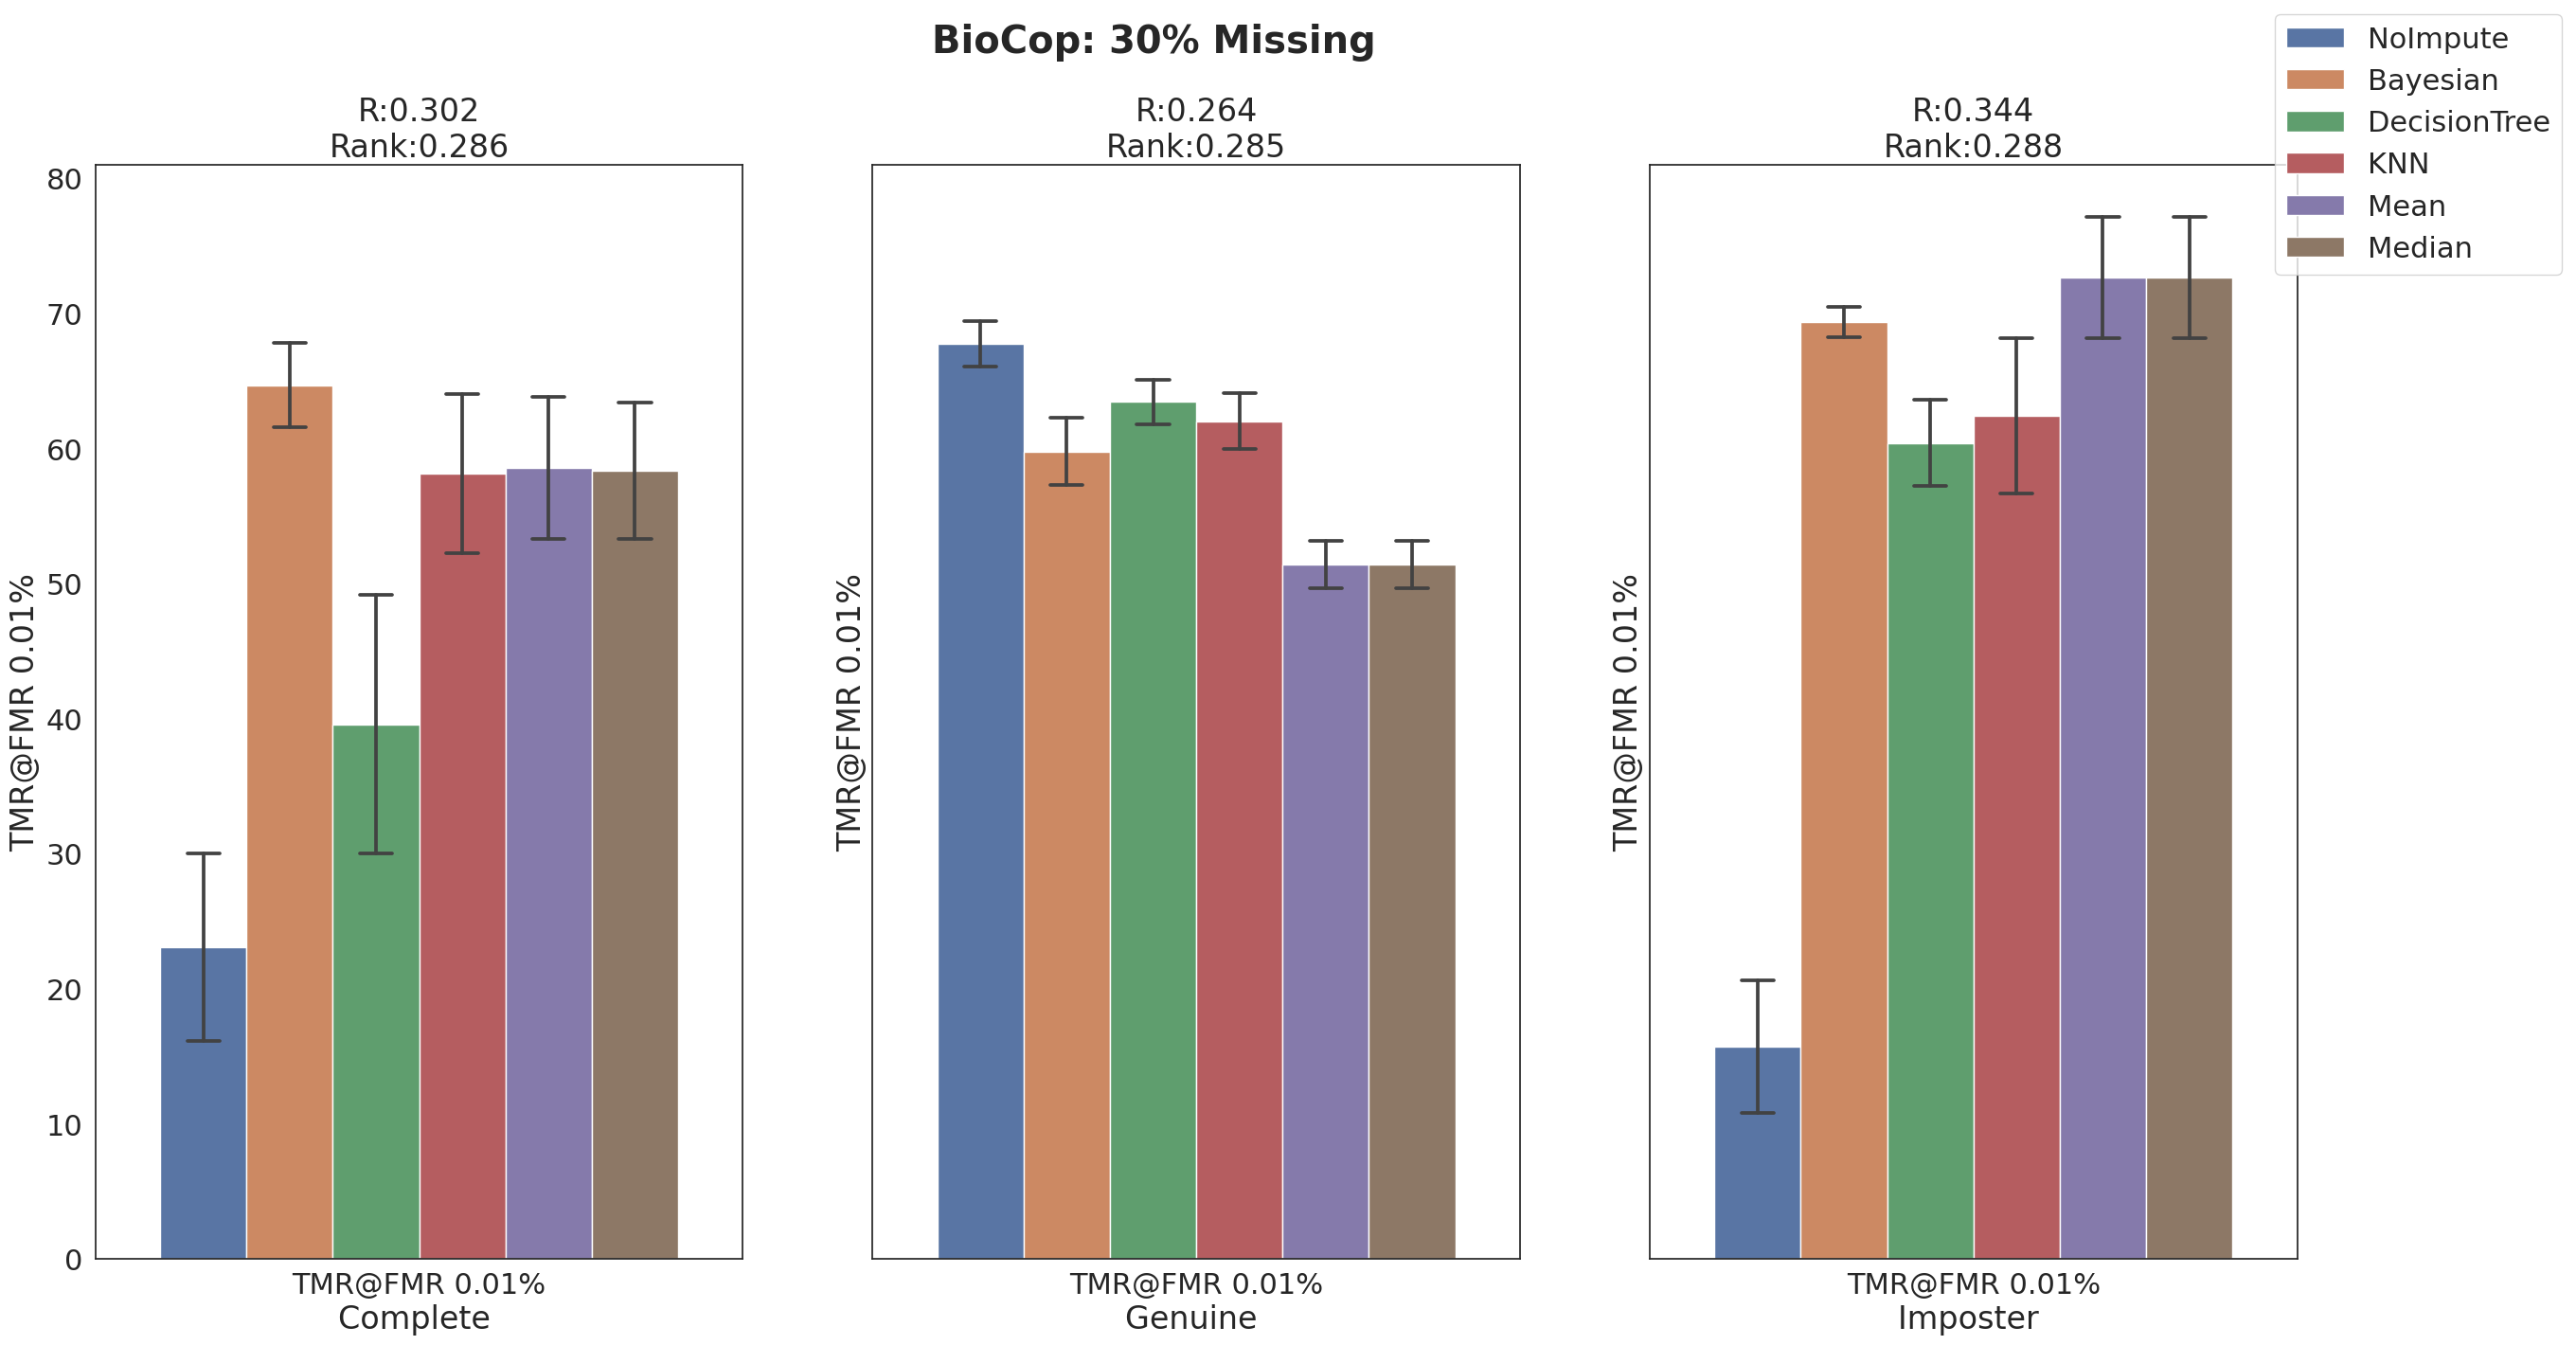 BioCop: 30% Missing
NoImpute
Bayesian
DecisionTree
KNN
Mean
Median
R:0.302
Rank:0.286
R:0.264
Rank:0.285
R:0.344
Rank:0.288
TMR@FMR 0.01%
80
70
60
50
40
30
20
10
0
TMR@FMR 0.01%
Complete
TMR@FMR 0.01%
TMR@FMR 0.01%
Genuine
TMR@FMR 0.01%
TMR@FMR 0.01%
Imposter